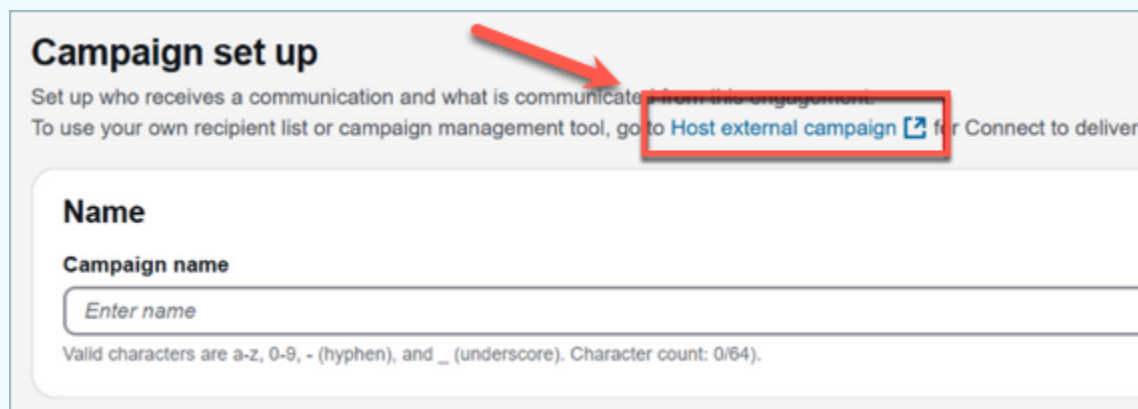 Campaign set up
Set up who receives a communication and what is communicated from this engagement.
To use your own recipient list or campaign management tool, go to Host external campaign for Connect to deliver
Name
Campaign name
Enter name
Valid characters are a-z, 0-9, - (hyphen), and _ (underscore). Character count: 0/64).